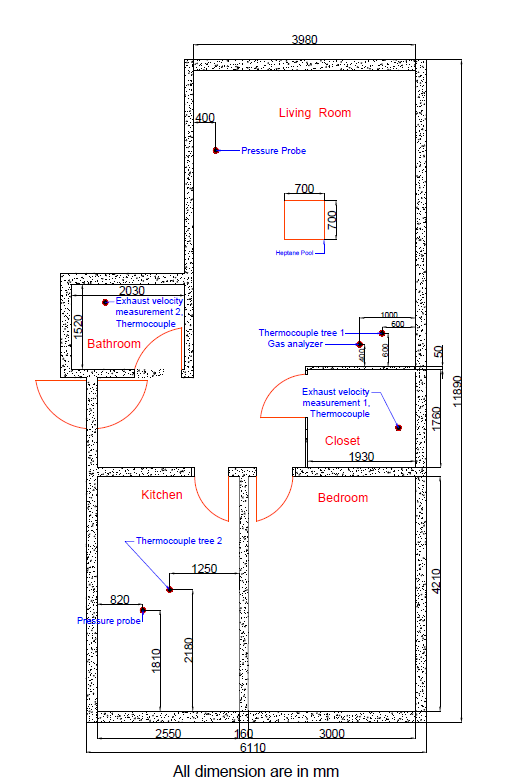 3980
Living Room
400
Pressure Probe
700
700
Heptane Pool
2030
Exhaust velocity
measurement 2,
Thermocouple
1520
Bathroom
1000
600
Thermocouple tree 1
Gas analyzer
400
600
50
11890
Exhaust velocity
measurement 1,
Thermocouple
1760
Closet
1930
Kitchen
Bedroom
Thermocouple tree 2
1250
4210
820
Pressure probe
1810
2180
2550
160
3000
6110
All dimension are in mm